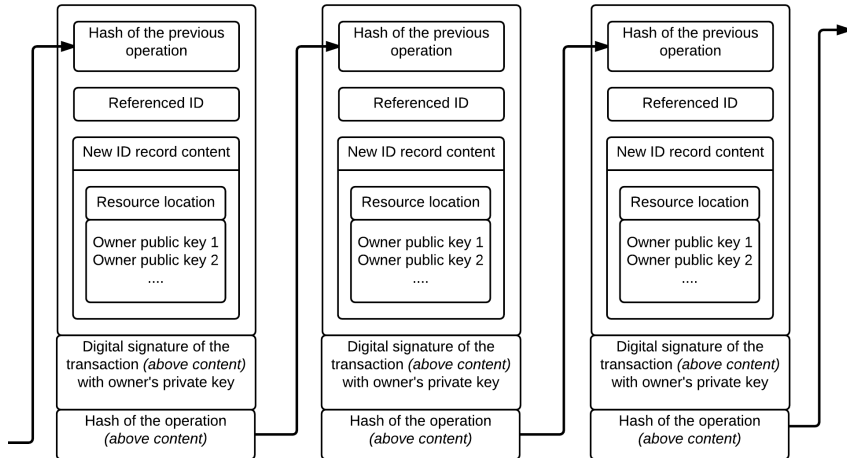 Hash of the previous
operation
Referenced ID
New ID record content
Resource location
Owner public key 1
Owner public key 2
....
Digital signature of the
transaction (above content)
with owner's private key
Hash of the operation
(above content)
Hash of the previous
operation
Referenced ID
New ID record content
Resource location
Owner public key 1
Owner public key 2
....
Digital signature of the
transaction (above content)
with owner's private key
Hash of the operation
(above content)
Hash of the previous
operation
Referenced ID
New ID record content
Resource location
Owner public key 1
Owner public key 2
....
Digital signature of the
transaction (above content)
with owner's private key
Hash of the operation
(above content)